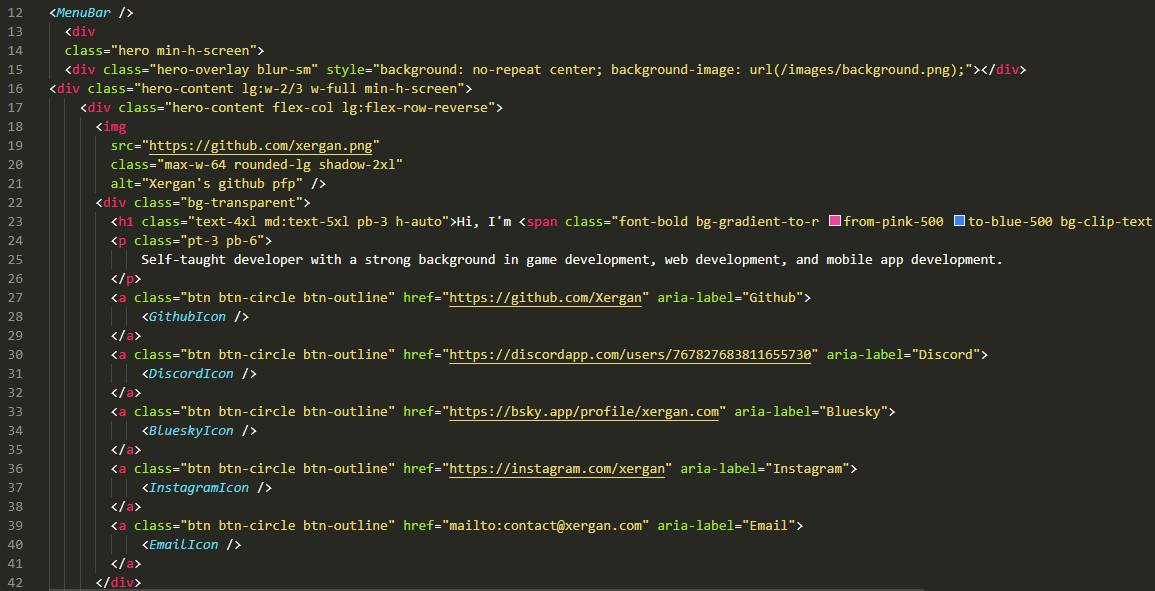 12 <MenuBar />
13 <div
14 class="hero min-h-screen">
15 <div class="hero-overlay blur-sm" style="background: no-repeat center; background-image: url(/images/background.png);"></div>
16 <div class="hero-content lg:w-2/3 w-full min-h-screen">
17 <div class="hero-content flex-col lg:flex-row-reverse">
18 <img
19 src="https://github.com/xergan.png"
20 class="max-w-64 rounded-lg shadow-2xl"
21 alt="Xergan's github pfp" />
22 <div class="bg-transparent">
23 <h1 class="text-4xl md:text-5xl pb-3 h-auto">Hi, I'm <span class="font-bold bg-gradient-to-r from-pink-500 to-blue-500 bg-clip-text
24 <p class="pt-3 pb-6">
25 Self-taught developer with a strong background in game development, web development, and mobile app development.
26 </p>
27 <a class="btn btn-circle btn-outline" href="https://github.com/Xergan" aria-label="Github">
28 <GithubIcon />
29 </a>
30 <a class="btn btn-circle btn-outline" href="https://discordapp.com/users/767827683811655730" aria-label="Discord">
31 <DiscordIcon />
32 </a>
33 <a class="btn btn-circle btn-outline" href="https://bsky.app/profile/xergan.com" aria-label="Bluesky">
34 <BlueskyIcon />
35 </a>
36 <a class="btn btn-circle btn-outline" href="https://instagram.com/xergan" aria-label="Instagram">
37 <InstagramIcon />
38 </a>
39 <a class="btn btn-circle btn-outline" href="mailto:contact@xergan.com" aria-label="Email">
40 <EmailIcon />
41 </a>
42 </div>